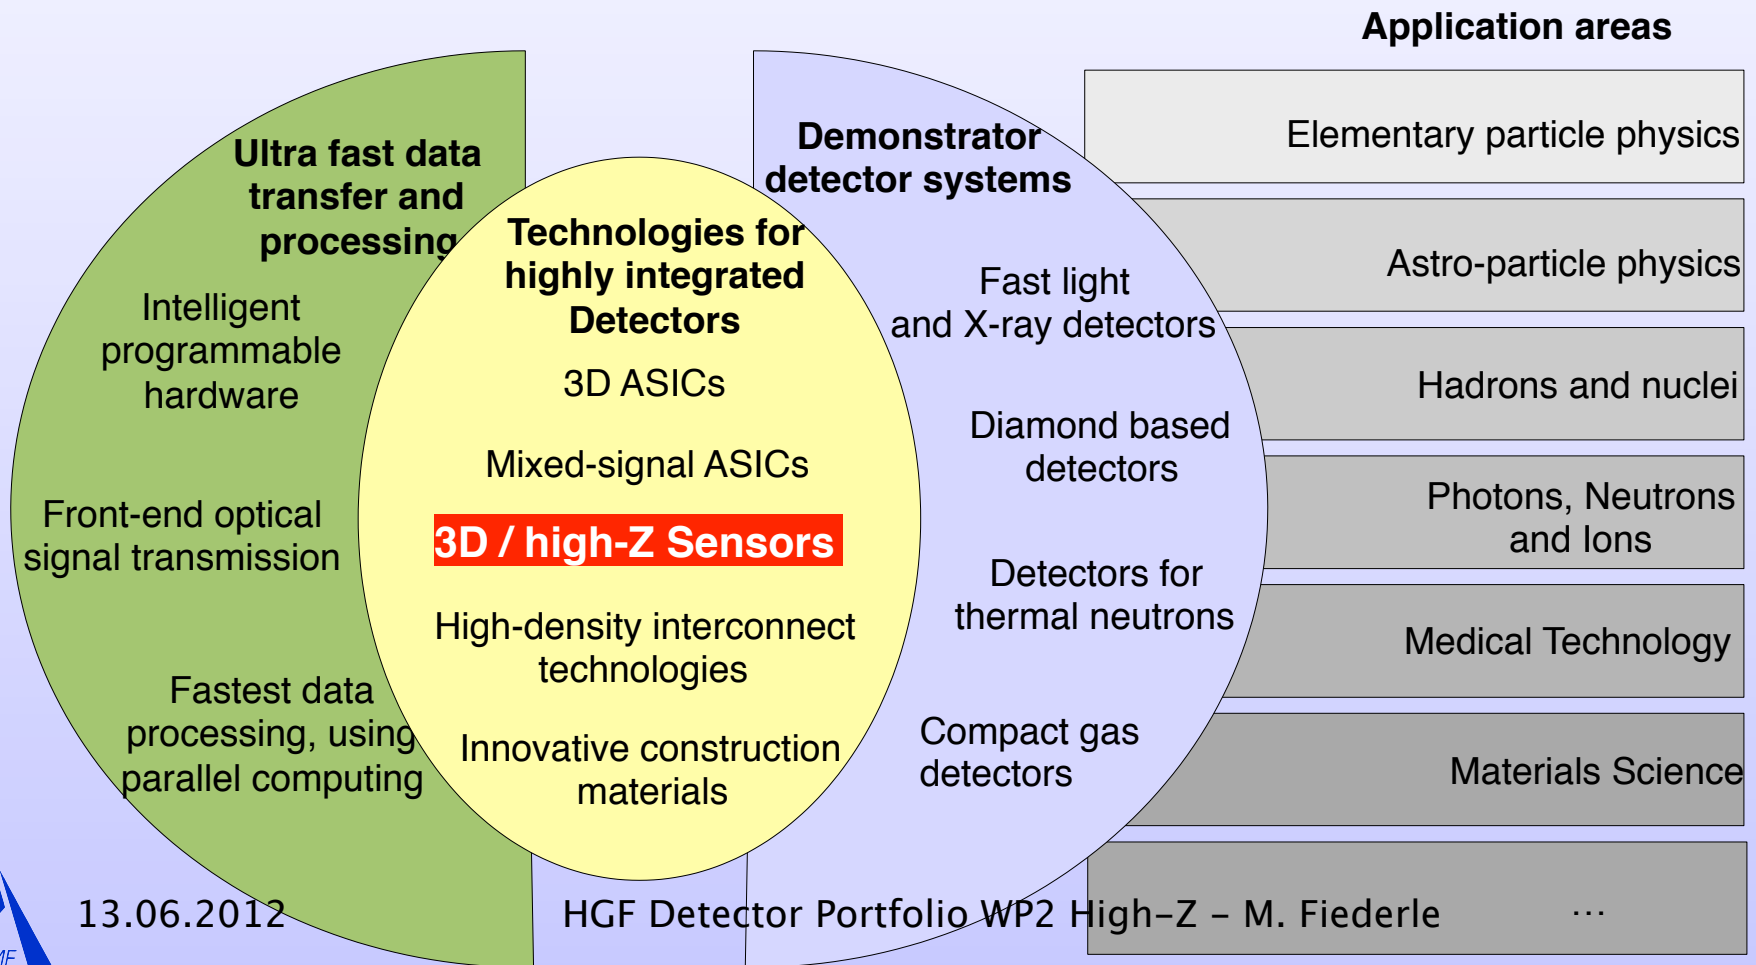 Application areas
Ultra fast data
transfer and
processing
Intelligent
programmable
hardware
Front-end optical
signal transmission
Fastest data
processing, using
parallel computing
Technologies for
highly integrated
Detectors
3D ASICs
Mixed-signal ASICs
3D / high-Z Sensors
High-density interconnect
technologies
Innovative construction
materials
Demonstrator
detector systems
Fast light
and X-ray detectors
Diamond based
detectors
Detectors for
thermal neutrons
Compact gas
detectors
Elementary particle physics
Astro-particle physics
Hadrons and nuclei
Photons, Neutrons
and Ions
Medical Technology
Materials Science
...
13.06.2012
HGF Detector Portfolio WP2 High-Z – M. Fiederle